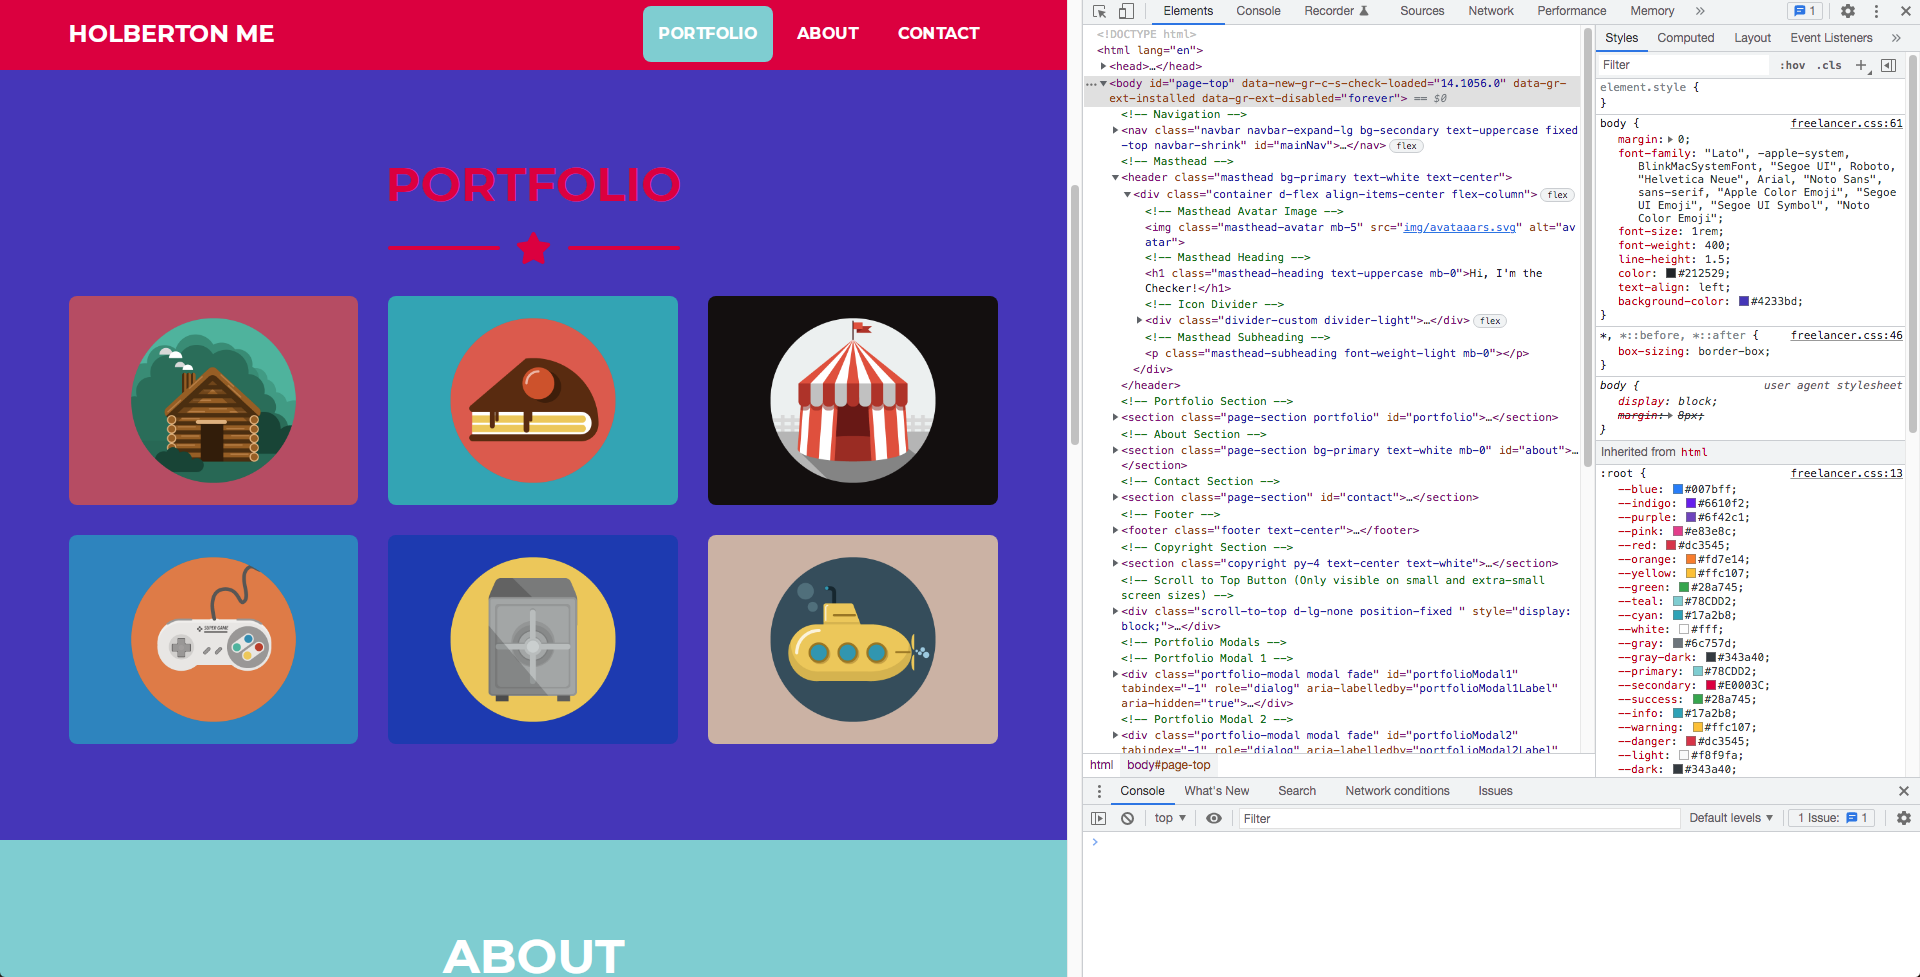 HOLBERTON ME
PORTFOLIO ABOUT CONTACT
PORTFOLIO
SUPER GAME
ABOUT
Elements Console Recorder Sources Network Performance Memory » 1
<!DOCTYPE html>
<html lang="en">
<head>…</head>
<body id="page-top" data-new-gr-c-s-check-loaded="14.1056.0" data-gr-
ext-installed data-gr-ext-disabled="forever"> == $0
<!-- Navigation -->
<nav class="navbar navbar-expand-lg bg-secondary text-uppercase fixed
-top navbar-shrink" id="mainNav">…</nav> flex
<!-- Masthead -->
<header class="masthead bg-primary text-white text-center">
<div class="container d-flex align-items-center flex-column"> flex
<!-- Masthead Avatar Image -->
<img class="masthead-avatar mb-5" src="img/avataaars.svg" alt="av
atar">
<!-- Masthead Heading -->
<h1 class="masthead-heading text-uppercase mb-0">Hi, I'm the
Checker!</h1>
<!-- Icon Divider -->
<div class="divider-custom divider-light">…</div> flex
<!-- Masthead Subheading -->
<p class="masthead-subheading font-weight-light mb-0"></p>
</div>
</header>
<!-- Portfolio Section -->
<section class="page-section portfolio" id="portfolio">…</section>
<!-- About Section -->
<section class="page-section bg-primary text-white mb-0" id="about">…
</section>
<!-- Contact Section -->
<section class="page-section" id="contact">…</section>
<!-- Footer -->
<footer class="footer text-center">…</footer>
<!-- Copyright Section -->
<section class="copyright py-4 text-center text-white">…</section>
<!-- Scroll to Top Button (Only visible on small and extra-small
screen sizes) -->
<div class="scroll-to-top d-lg-none position-fixed " style="display:
block;">…</div>
<!-- Portfolio Modals -->
<!-- Portfolio Modal 1 -->
<div class="portfolio-modal modal fade" id="portfolioModal1"
tabindex="-1" role="dialog" aria-labelledby="portfolioModal1Label"
aria-hidden="true">…</div>
<!-- Portfolio Modal 2 -->
<div class="portfolio-modal modal fade" id="portfolioModal2"
tabindex="-1" role="dialog" aria-labelledby="portfolioModal2Label"
html body#page-top
Styles Computed Layout Event Listeners »
Filter :hov .cls +
element.style {
}
body { freelancer.css:61
margin: 0;
font-family: "Lato", -apple-system,
BlinkMacSystemFont, "Segoe UI", Roboto,
"Helvetica Neue", Arial, "Noto Sans",
sans-serif, "Apple Color Emoji", "Segoe
UI Emoji", "Segoe UI Symbol", "Noto
Color Emoji";
font-size: 1rem;
font-weight: 400;
line-height: 1.5;
color: #212529;
text-align: left;
background-color: #4233bd;
}
*, *::before, *::after { freelancer.css:46
box-sizing: border-box;
}
body { user agent stylesheet
display: block;
margin: 8px;
}
Inherited from html
:root { freelancer.css:13
--blue: #007bff;
--indigo: #6610f2;
--purple: #6f42c1;
--pink: #e83e8c;
--red: #dc3545;
--orange: #fd7e14;
--yellow: #ffc107;
--green: #28a745;
--teal: #78CDD2;
--cyan: #17a2b8;
--white: #fff;
--gray: #6c757d;
--gray-dark: #343a40;
--primary: #78CDD2;
--secondary: #E0003C;
--success: #28a745;
--info: #17a2b8;
--warning: #ffc107;
--danger: #dc3545;
--light: #f8f9fa;
--dark: #343a40;
Console What's New Search Network conditions Issues
top Filter Default levels 1 Issue: 1